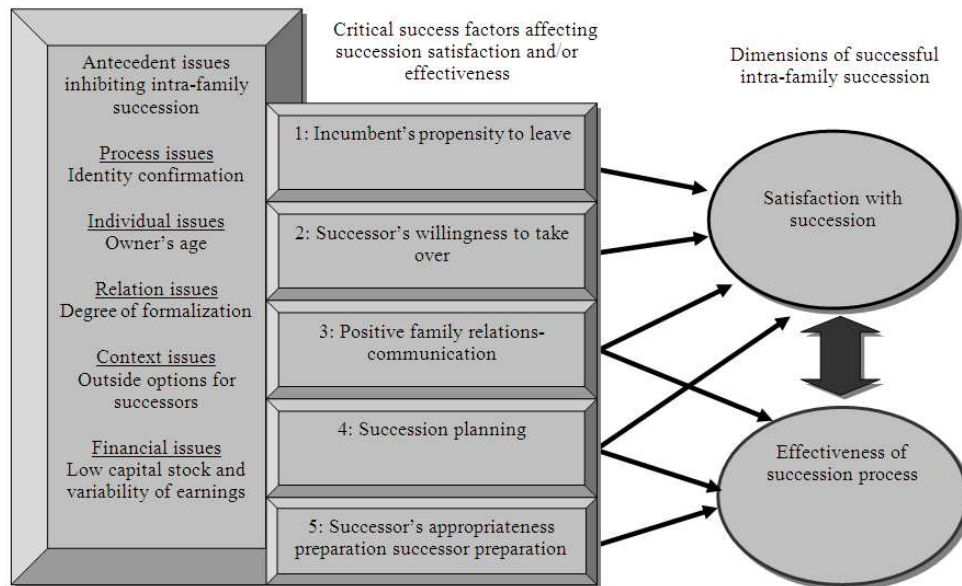 Antecedent issues
inhibiting intra-family
succession
Process issues
Identity confirmation
Individual issues
Owner's age
Relation issues
Degree of formalization
Context issues
Outside options for
successors
Financial issues
Low capital stock and
variability of earnings
Critical success factors affecting
succession satisfaction and/or
effectiveness
1: Incumbent's propensity to leave
2: Successor's willingness to take
over
3: Positive family relations-
communication
4: Succession planning
5: Successor's appropriateness
preparation successor preparation
Dimensions of successful
intra-family succession
Satisfaction with
succession
Effectiveness of
succession process